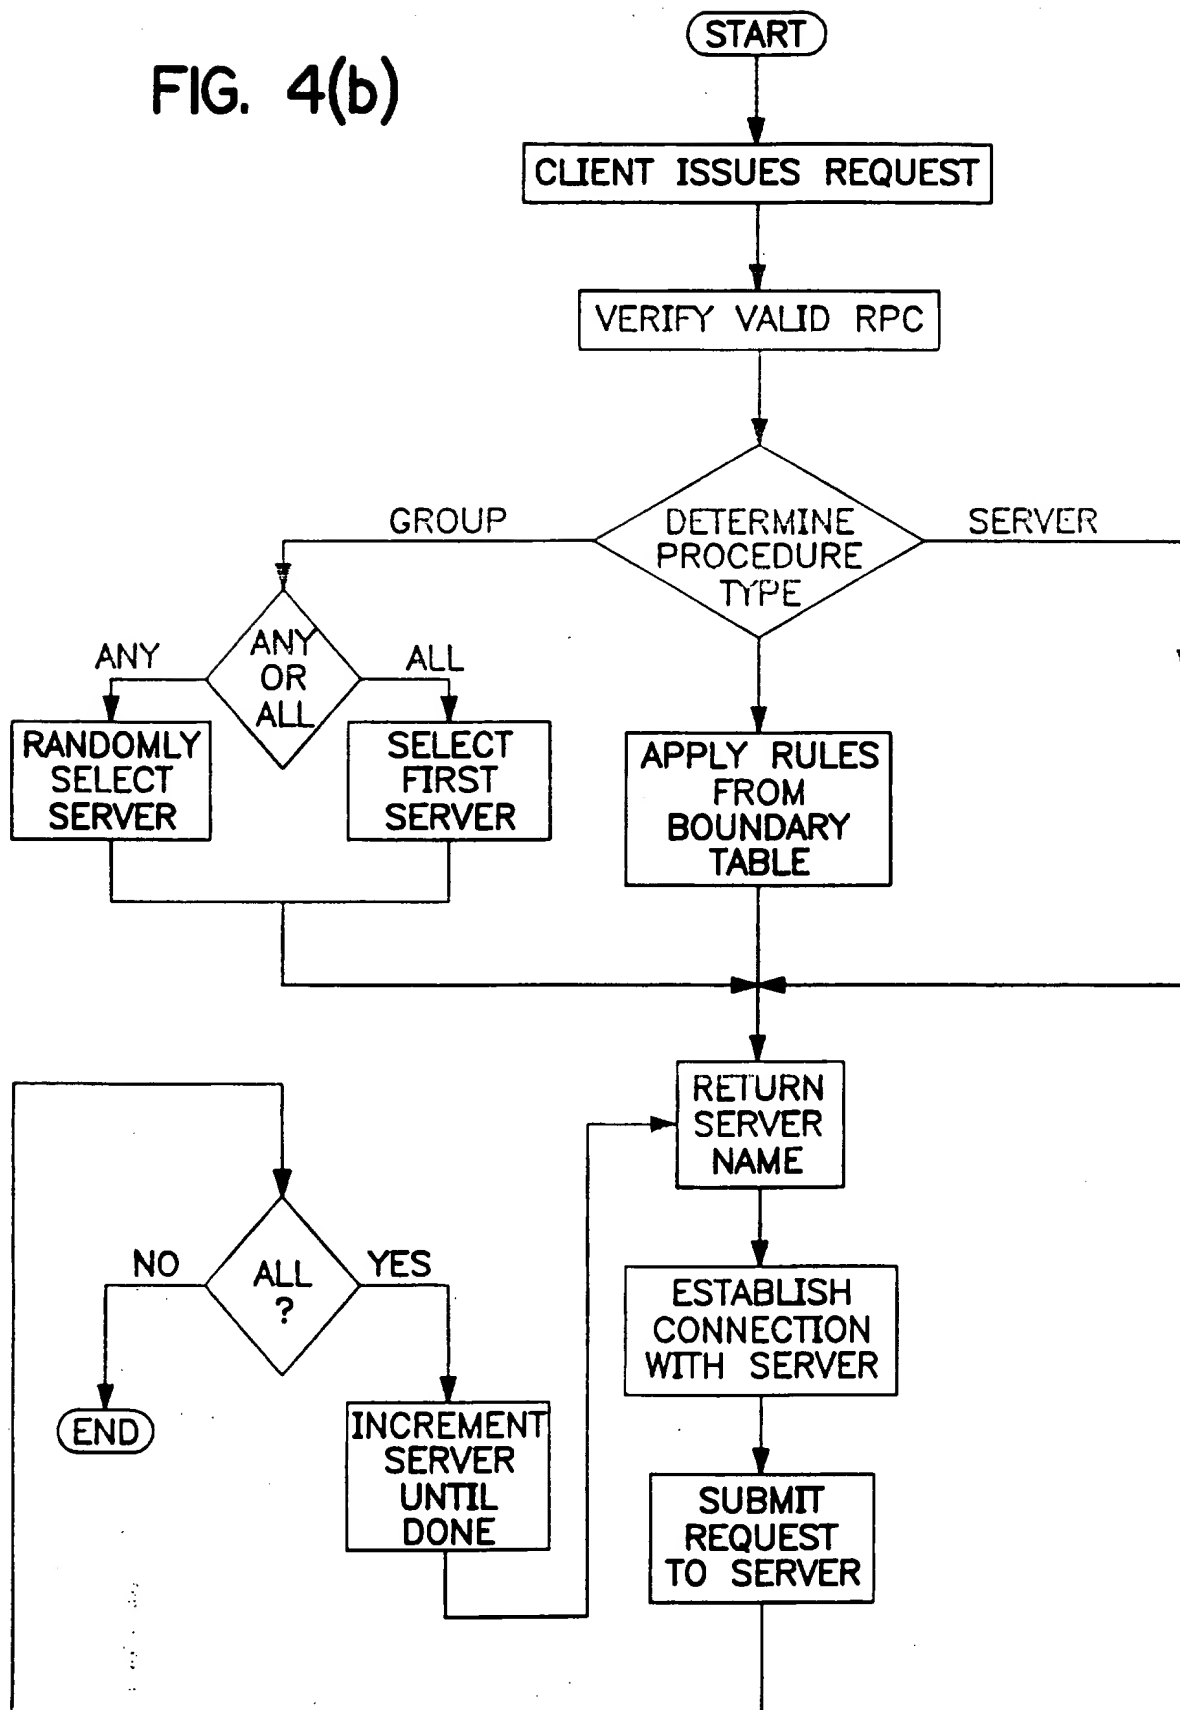 START
FIG. 4(b)
CLIENT ISSUES REQUEST
VERIFY VALID RPC
GROUP
DETERMINE
PROCEDURE
TYPE
SERVER
ANY
ANY
OR
ALL
ALL
RANDOMLY
SELECT
SERVER
SELECT
FIRST
SERVER
APPLY RULES
FROM
BOUNDARY
TABLE
RETURN
SERVER
NAME
NO
ALL
?
YES
ESTABLISH
CONNECTION
WITH SERVER
END
INCREMENT
SERVER
UNTIL
DONE
SUBMIT
REQUEST
TO SERVER